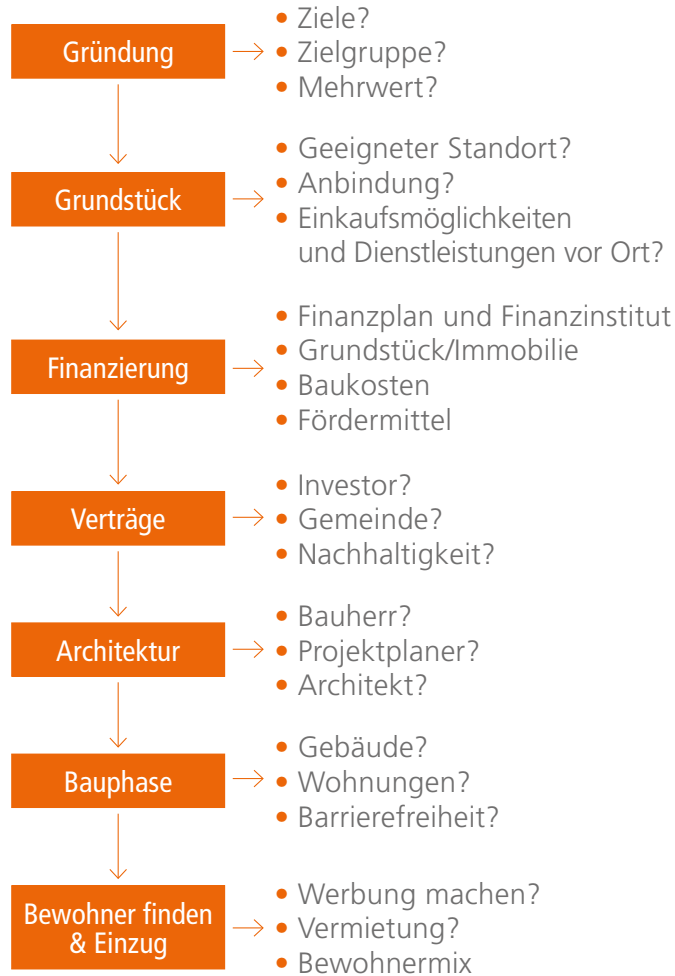 Gründung
• Ziele?
• Zielgruppe?
• Mehrwert?
Grundstück
• Geeigneter Standort?
• Anbindung?
• Einkaufsmöglichkeiten
und Dienstleistungen vor Ort?
Finanzierung
• Finanzplan und Finanzinstitut
• Grundstück/Immobilie
• Baukosten
• Fördermittel
Verträge
• Investor?
• Gemeinde?
• Nachhaltigkeit?
Architektur
• Bauherr?
• Projektplaner?
• Architekt?
Bauphase
• Gebäude?
• Wohnungen?
• Barrierefreiheit?
Bewohner finden
& Einzug
• Werbung machen?
• Vermietung?
• Bewohnermix